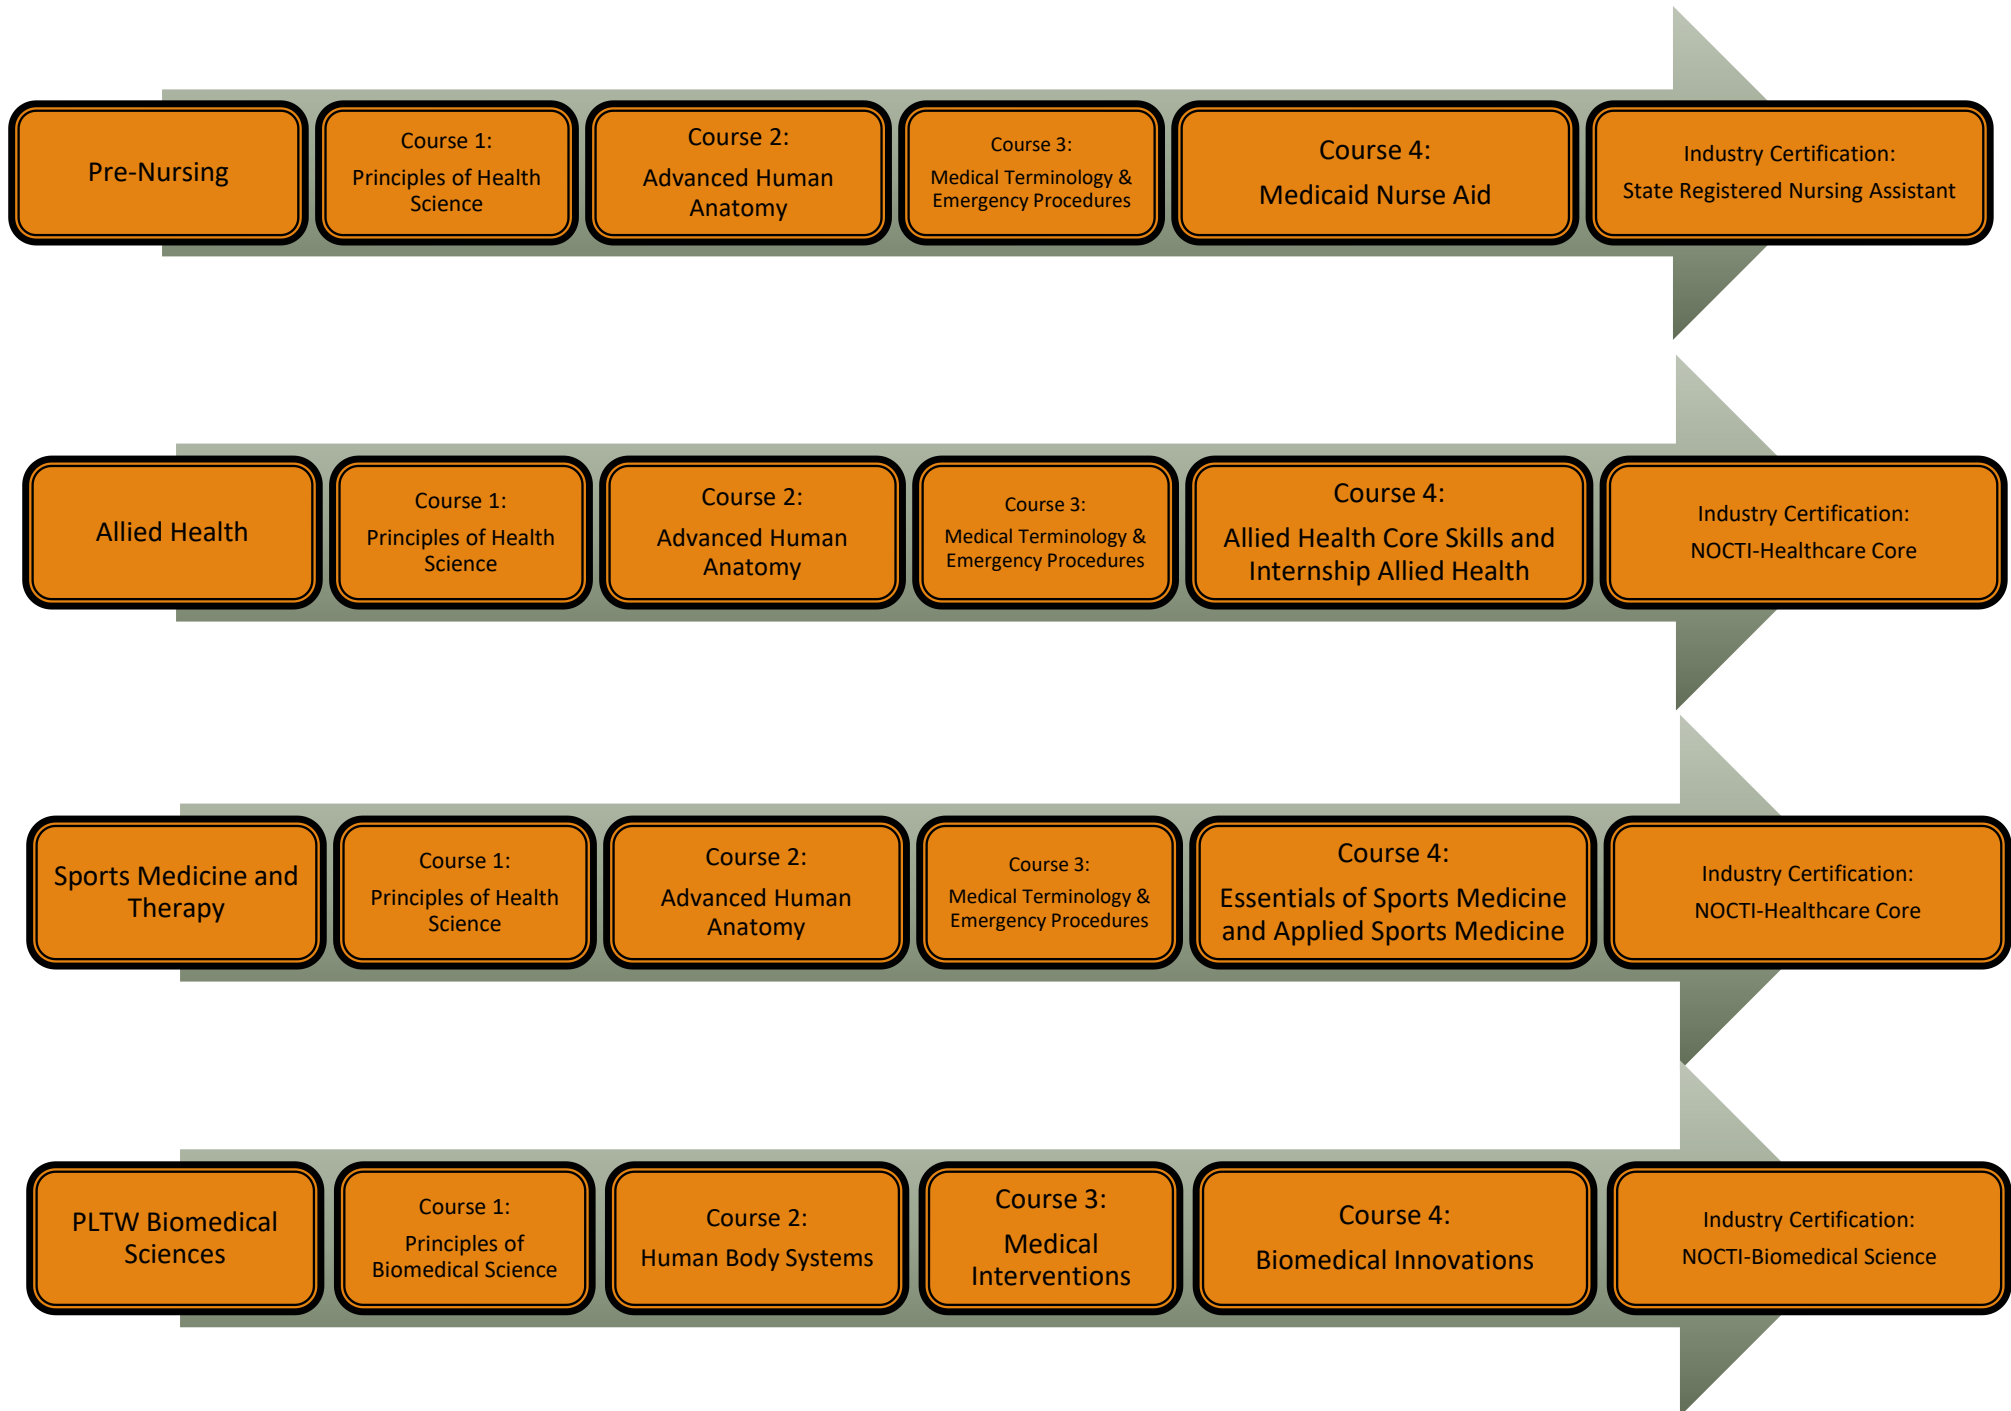 Pre-Nursing
Course 1:
Principles of Health
Science
Course 2:
Advanced Human
Anatomy
Course 3:
Medical Terminology &
Emergency Procedures
Course 4:
Medicaid Nurse Aid
Industry Certification:
State Registered Nursing Assistant
Allied Health
Course 1:
Principles of Health
Science
Course 2:
Advanced Human
Anatomy
Course 3:
Medical Terminology &
Emergency Procedures
Course 4:
Allied Health Core Skills and
Internship Allied Health
Industry Certification:
NOCTI-Healthcare Core
Sports Medicine and
Therapy
Course 1:
Principles of Health
Science
Course 2:
Advanced Human
Anatomy
Course 3:
Medical Terminology &
Emergency Procedures
Course 4:
Essentials of Sports Medicine
and Applied Sports Medicine
Industry Certification:
NOCTI-Healthcare Core
PLTW Biomedical
Sciences
Course 1:
Principles of
Biomedical Science
Course 2:
Human Body Systems
Course 3:
Medical
Interventions
Course 4:
Biomedical Innovations
Industry Certification:
NOCTI-Biomedical Science